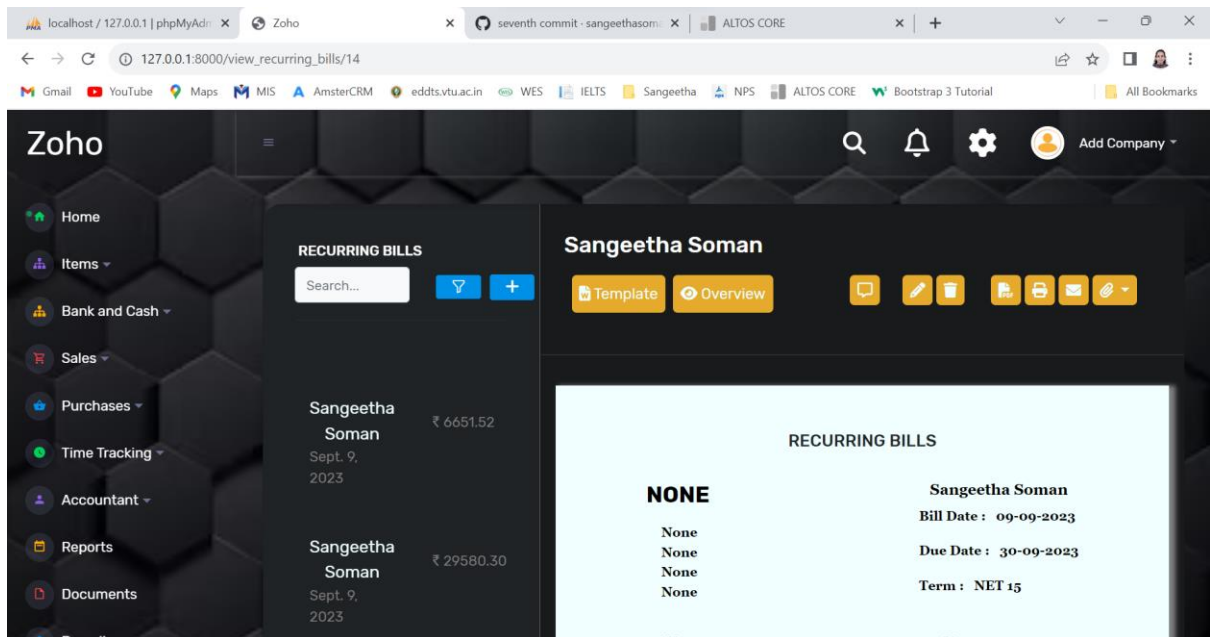 localhost / 127.0.0.1 | phpMyAdm
Zoho
seventh commit · sangeethasoma
ALTOS CORE
127.0.0.1:8000/view_recurring_bills/14
Gmail YouTube Maps MIS AmsterCRM eddts.vtu.ac.in WES IELTS Sangeetha NPS ALTOS CORE Bootstrap 3 Tutorial All Bookmarks
Zoho
Add Company
Home
Items
Bank and Cash
Sales
Purchases
Time Tracking
Accountant
Reports
Documents
RECURRING BILLS
Search...
Sangeetha
Soman
Sept. 9,
2023
₹ 6651.52
Sangeetha
Soman
Sept. 9,
2023
₹ 29580.30
Sangeetha Soman
Template
Overview
RECURRING BILLS
NONE
None
None
None
None
Sangeetha Soman
Bill Date : 09-09-2023
Due Date : 30-09-2023
Term : NET 15